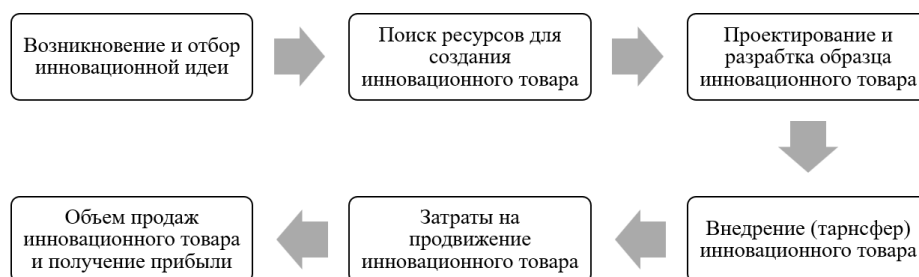 Возникновение и отбор
инновационной идеи
Поиск ресурсов для
создания
инновационного товара
Проектирование и
разрабтка образца
инновационного товара
Внедрение (тарнсфер)
инновационного товара
Затраты на
продвижение
инновационного товара
Объем продаж
инновационного товара
и получение прибыли